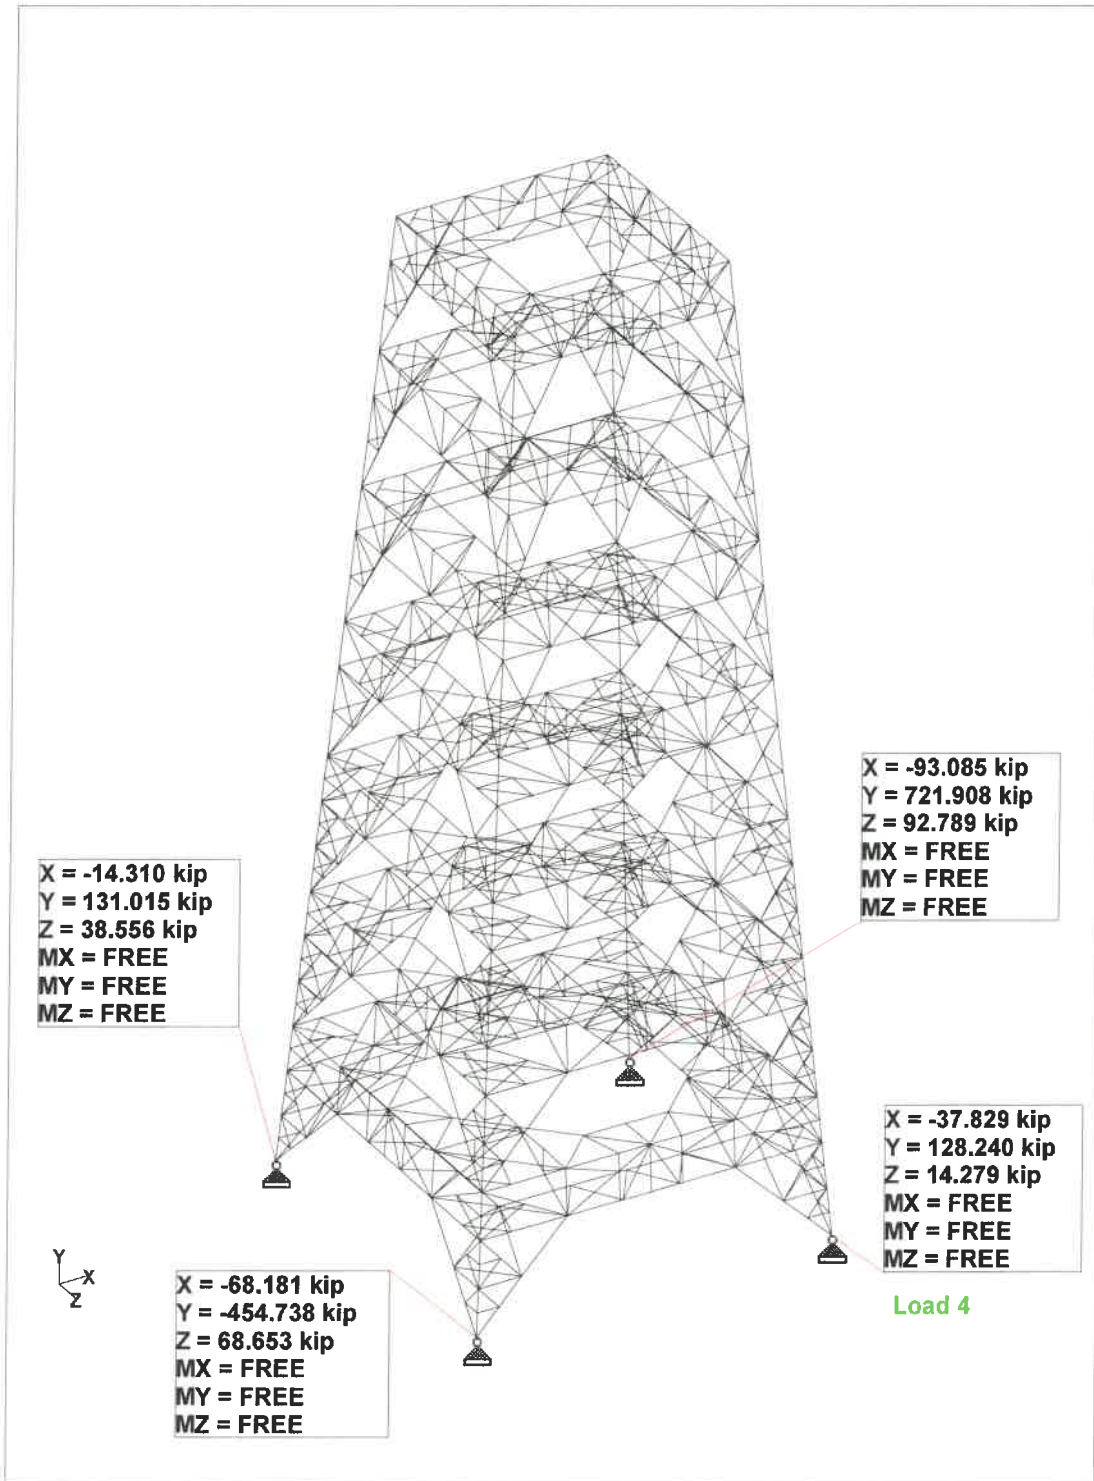 X = -93.085 kip
Y = 721.908 kip
Z = 92.789 kip
MX = FREE
MY = FREE
MZ = FREE
X = -14.310 kip
Y = 131.015 kip
Z = 38.556 kip
MX = FREE
MY = FREE
MZ = FREE
X = -37.829 kip
Y = 128.240 kip
Z = 14.279 kip
MX = FREE
MY = FREE
MZ = FREE
Load 4
Y
X
Z
X = -68.181 kip
Y = -454.738 kip
Z = 68.653 kip
MX = FREE
MY = FREE
MZ = FREE